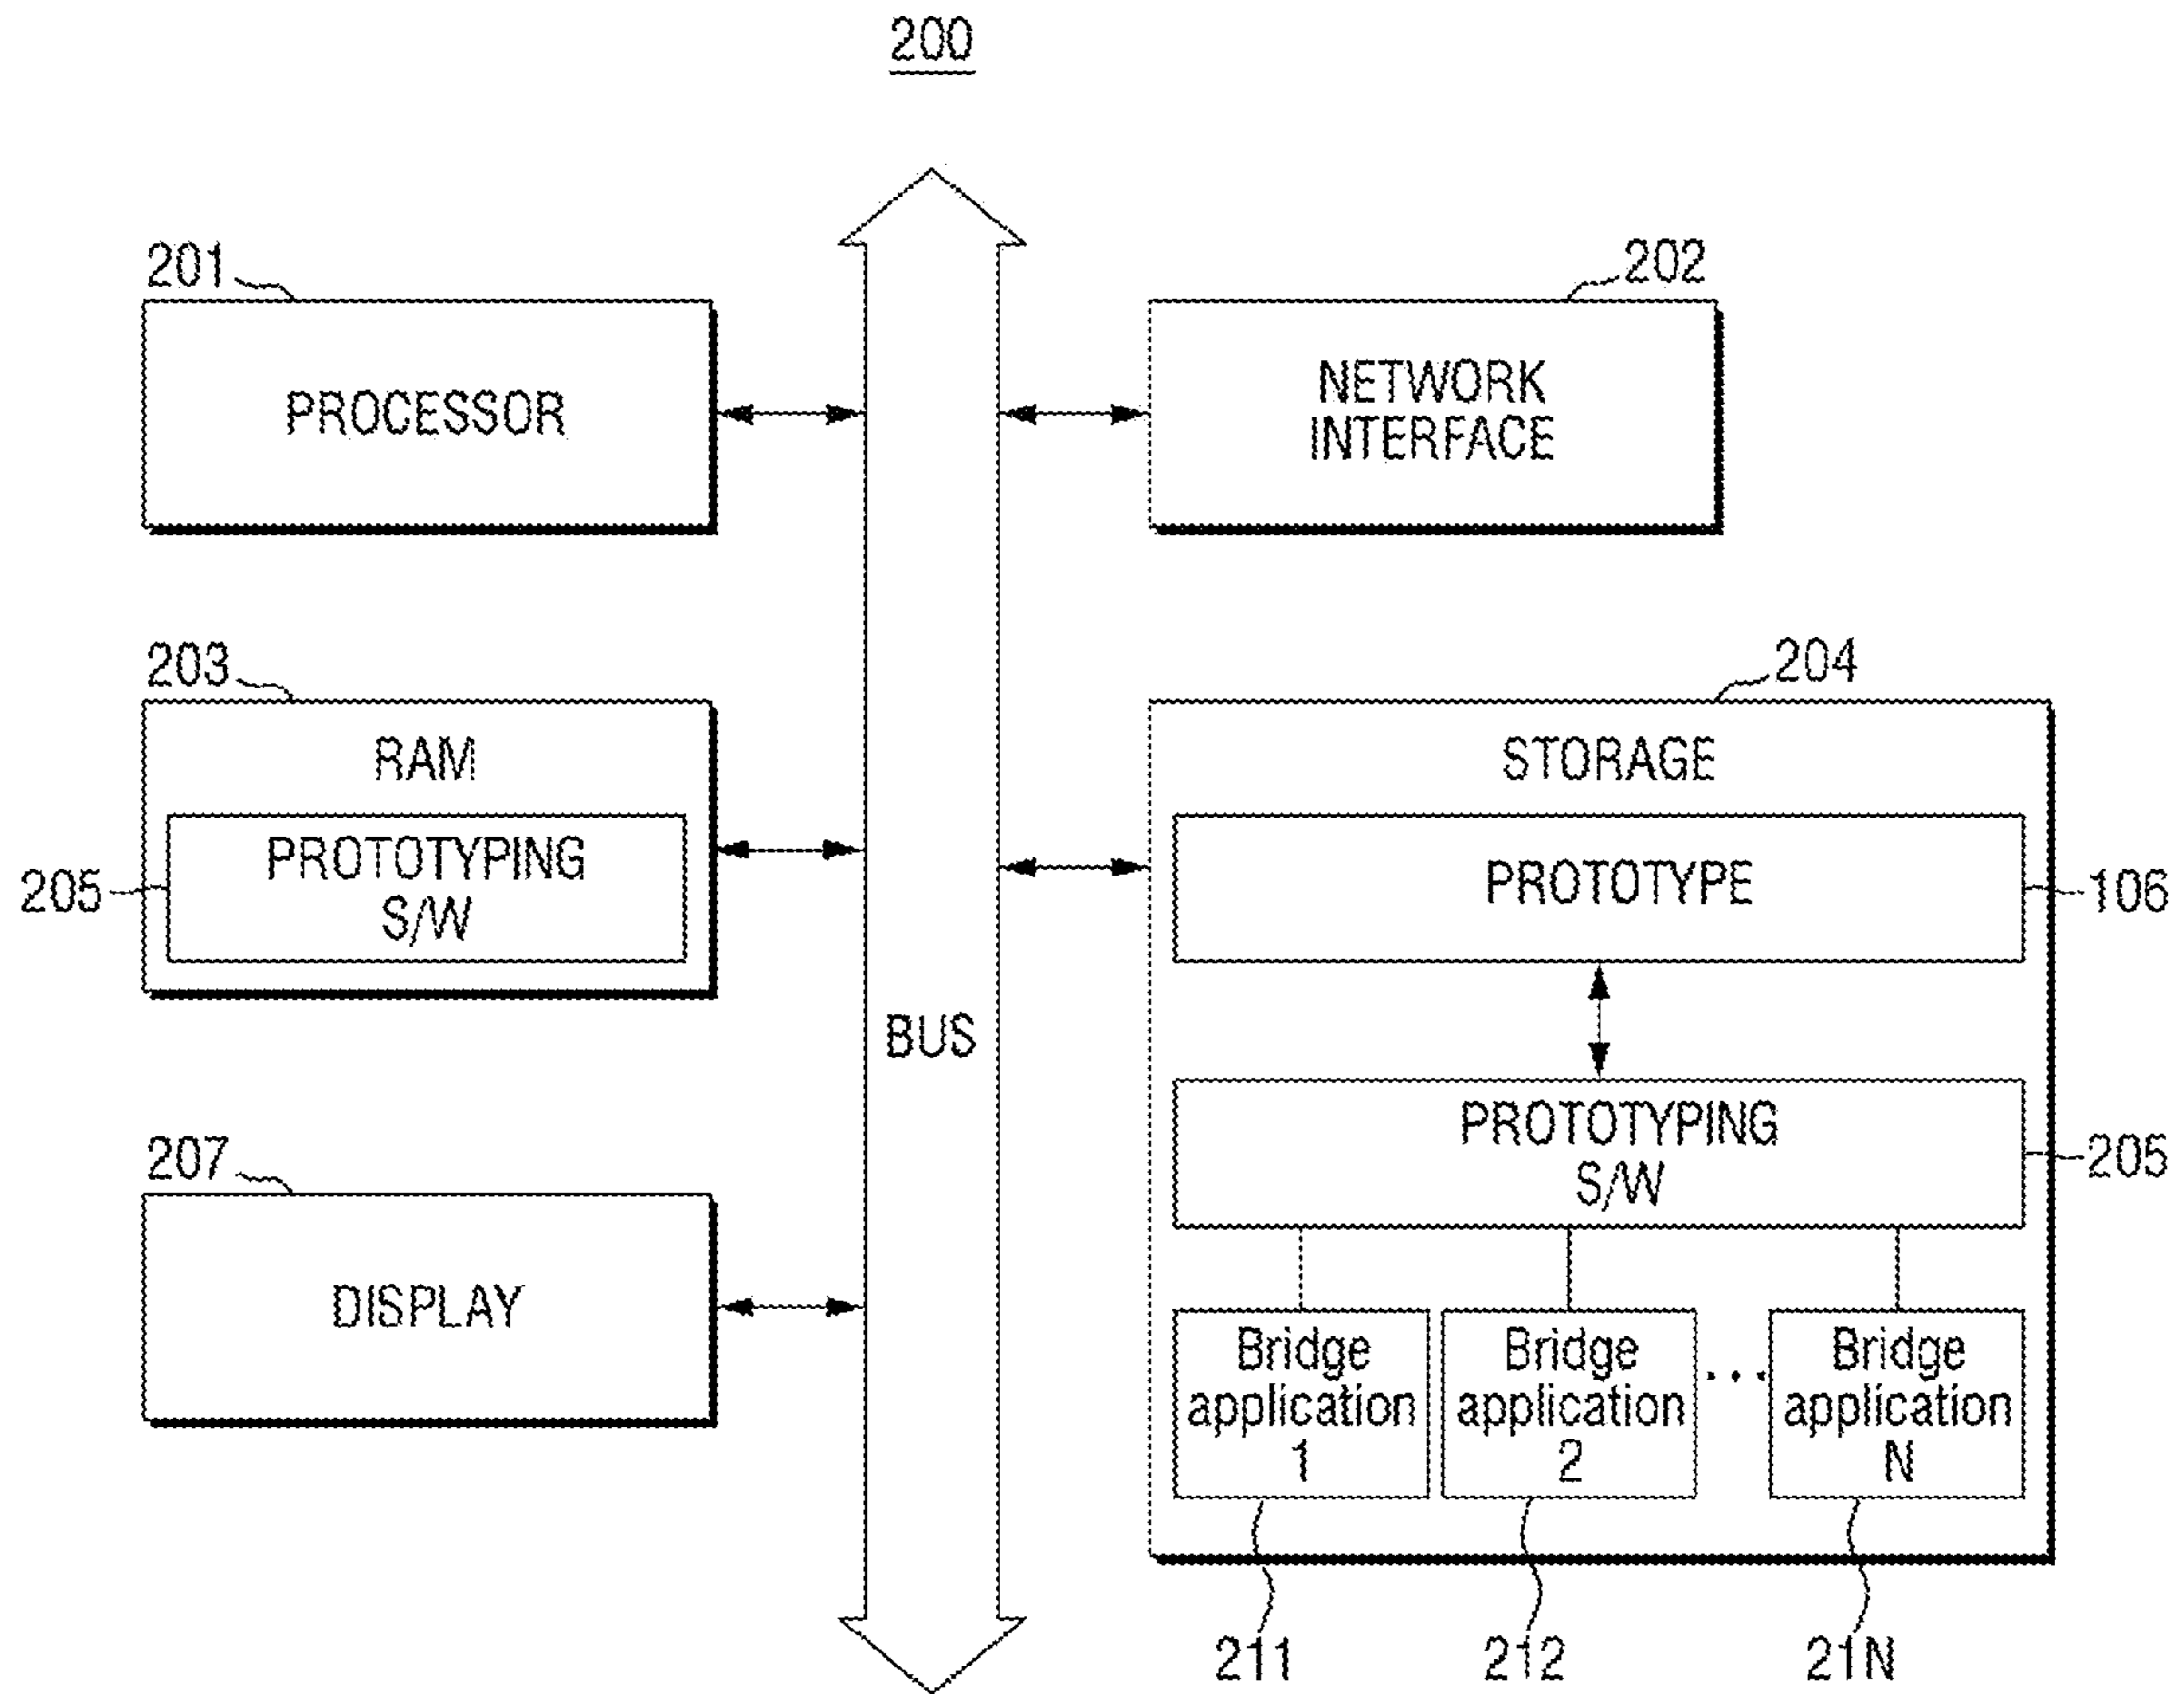 200
201
PROCESSOR
202
NETWORK
INTERFACE
203
RAM
205
PROTOTYPING
S/W
204
STORAGE
PROTOTYPE
106
BUS
PROTOTYPING
S/W
205
207
DISPLAY
Bridge
application
1
Bridge
application
2
...
Bridge
application
N
211
212
21N